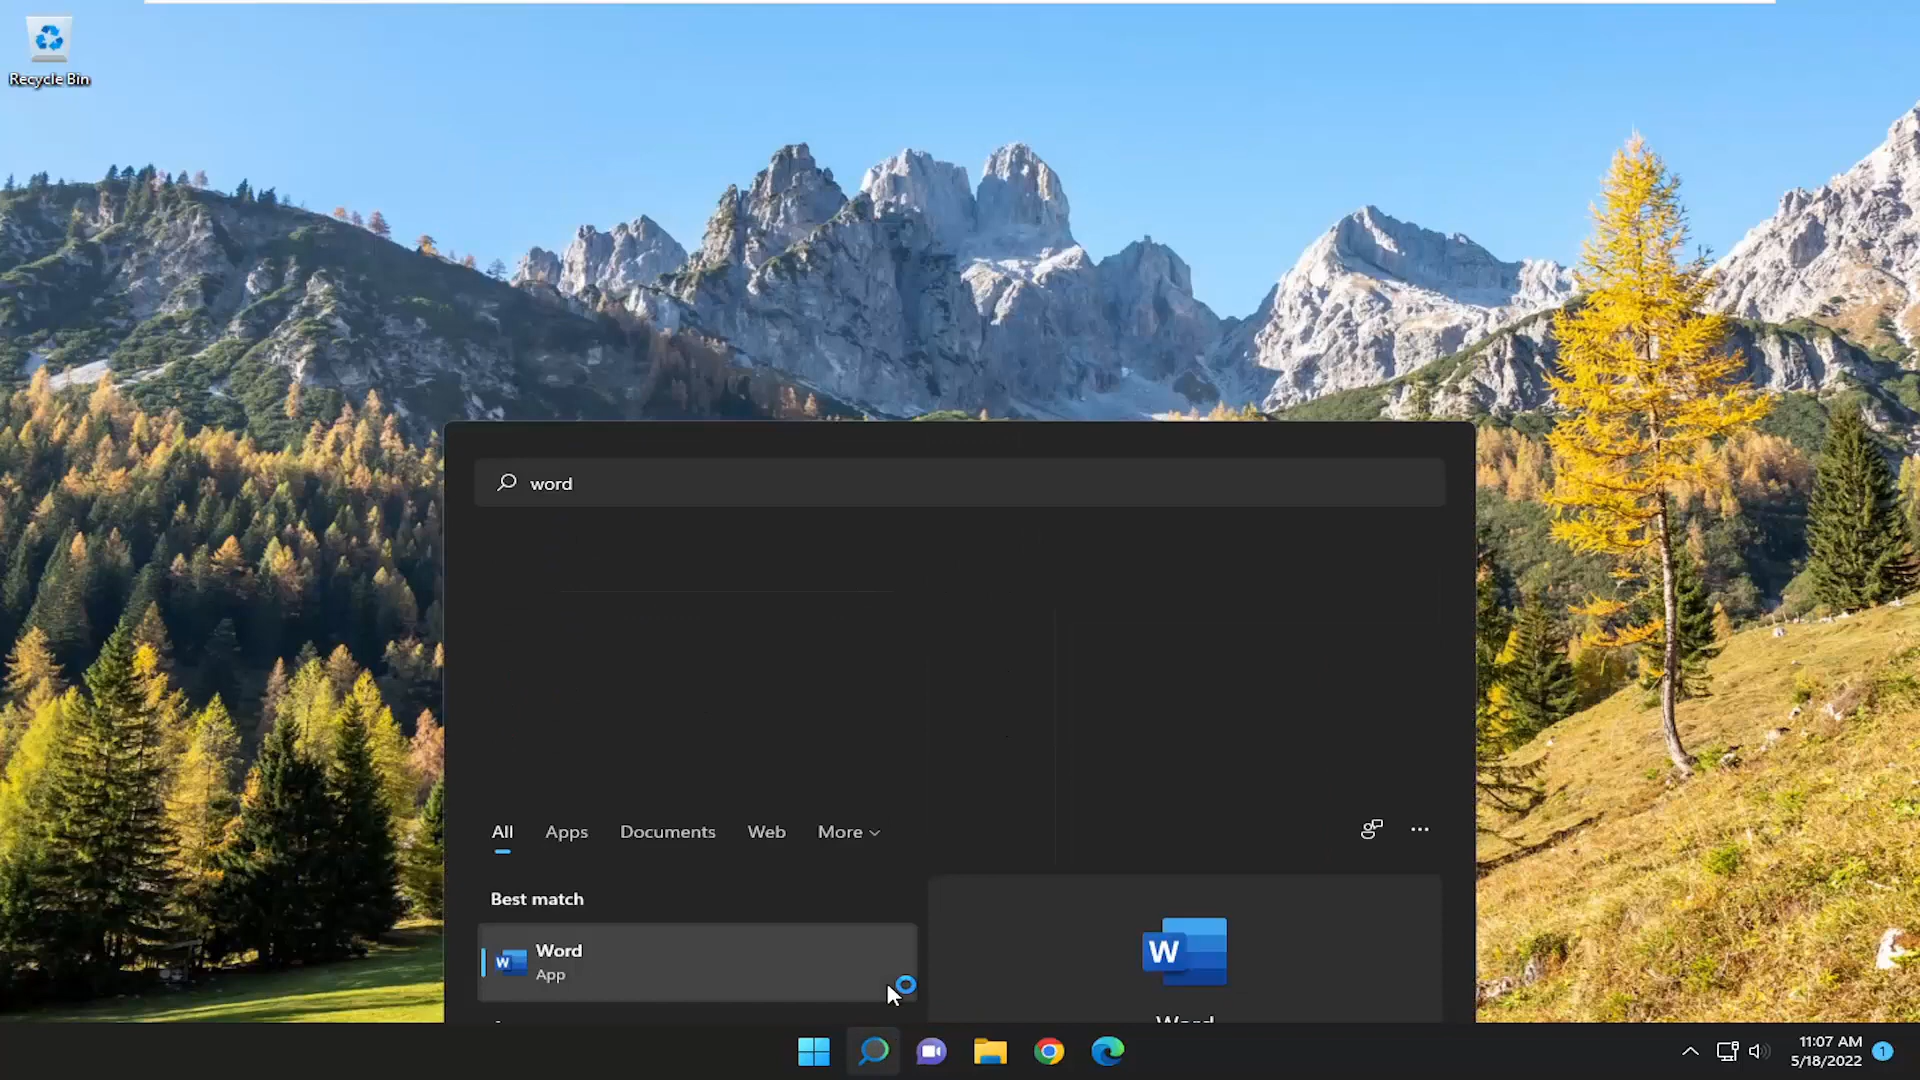 Recycle Bin
word
All Apps Documents Web More
Best match
Word
App
W
W
Word
11:07 AM
5/18/2022
1